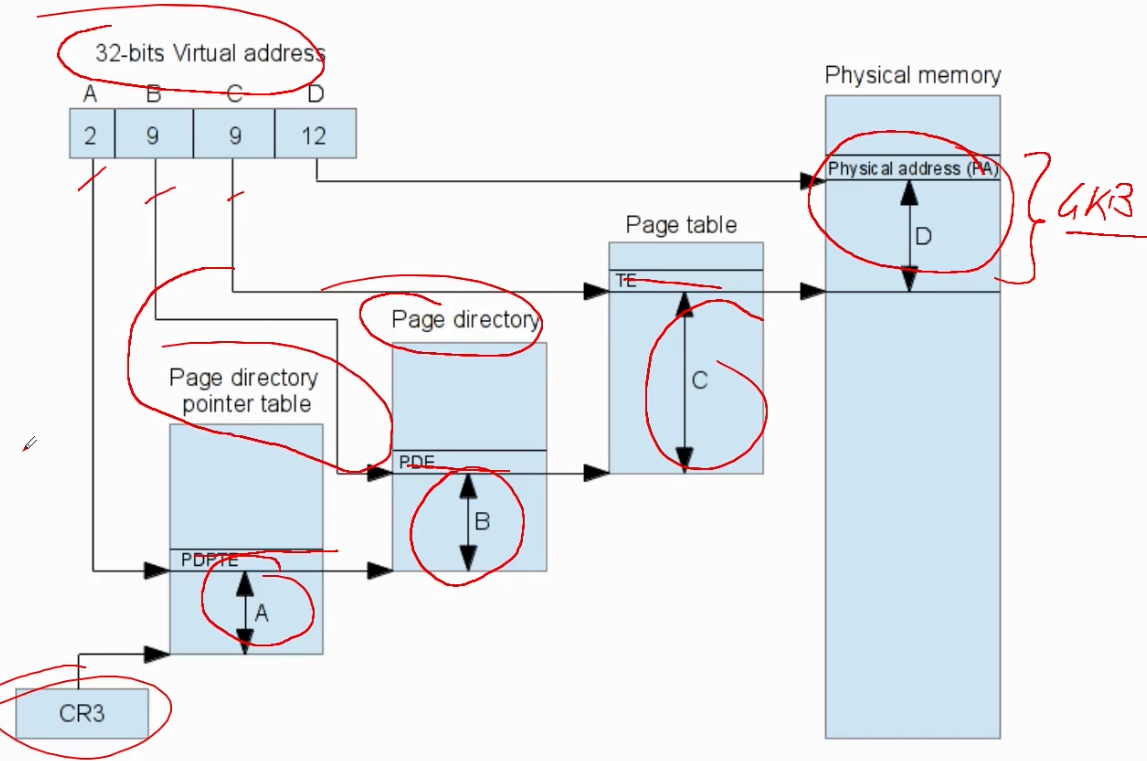 32-bits Virtual address
A B C D
2 9 9 12
Physical memory
Physical address (PA)
D
4KB
Page table
TE
C
Page directory
PDE
B
Page directory
pointer table
PDPTE
A
CR3